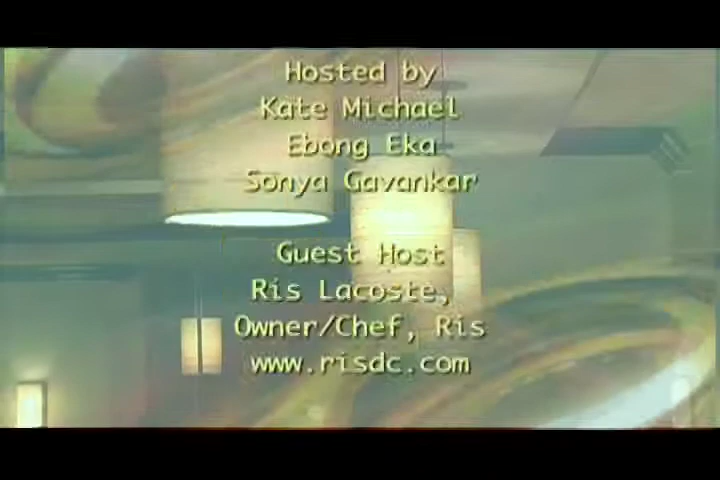 Hosted by
Kate Michael
Ebong Eka
Sonya Gavankar
Guest Host
Ris Lacoste,
Owner/Chef, Ris
www.risdc.com